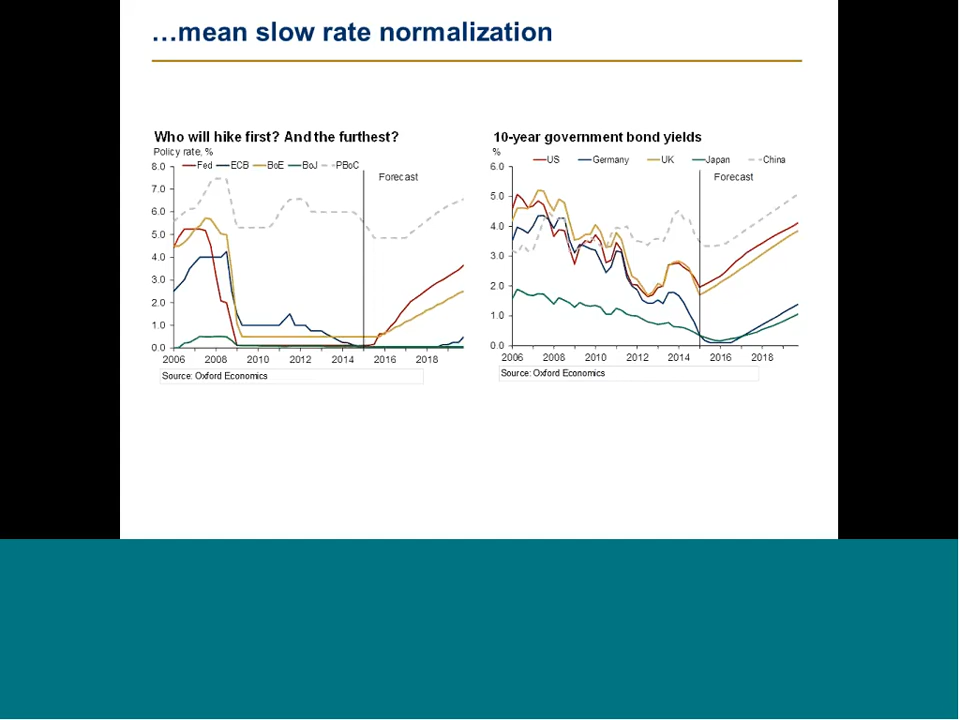 …mean slow rate normalization
Who will hike first? And the furthest?
Policy rate, %
Fed ECB BoE BoJ PBoC
Forecast
8.0
7.0
6.0
5.0
4.0
3.0
2.0
1.0
0.0
2006 2008 2010 2012 2014 2016 2018
Source: Oxford Economics
10-year government bond yields
%
US Germany UK Japan China
Forecast
6.0
5.0
4.0
3.0
2.0
1.0
0.0
2006 2008 2010 2012 2014 2016 2018
Source: Oxford Economics